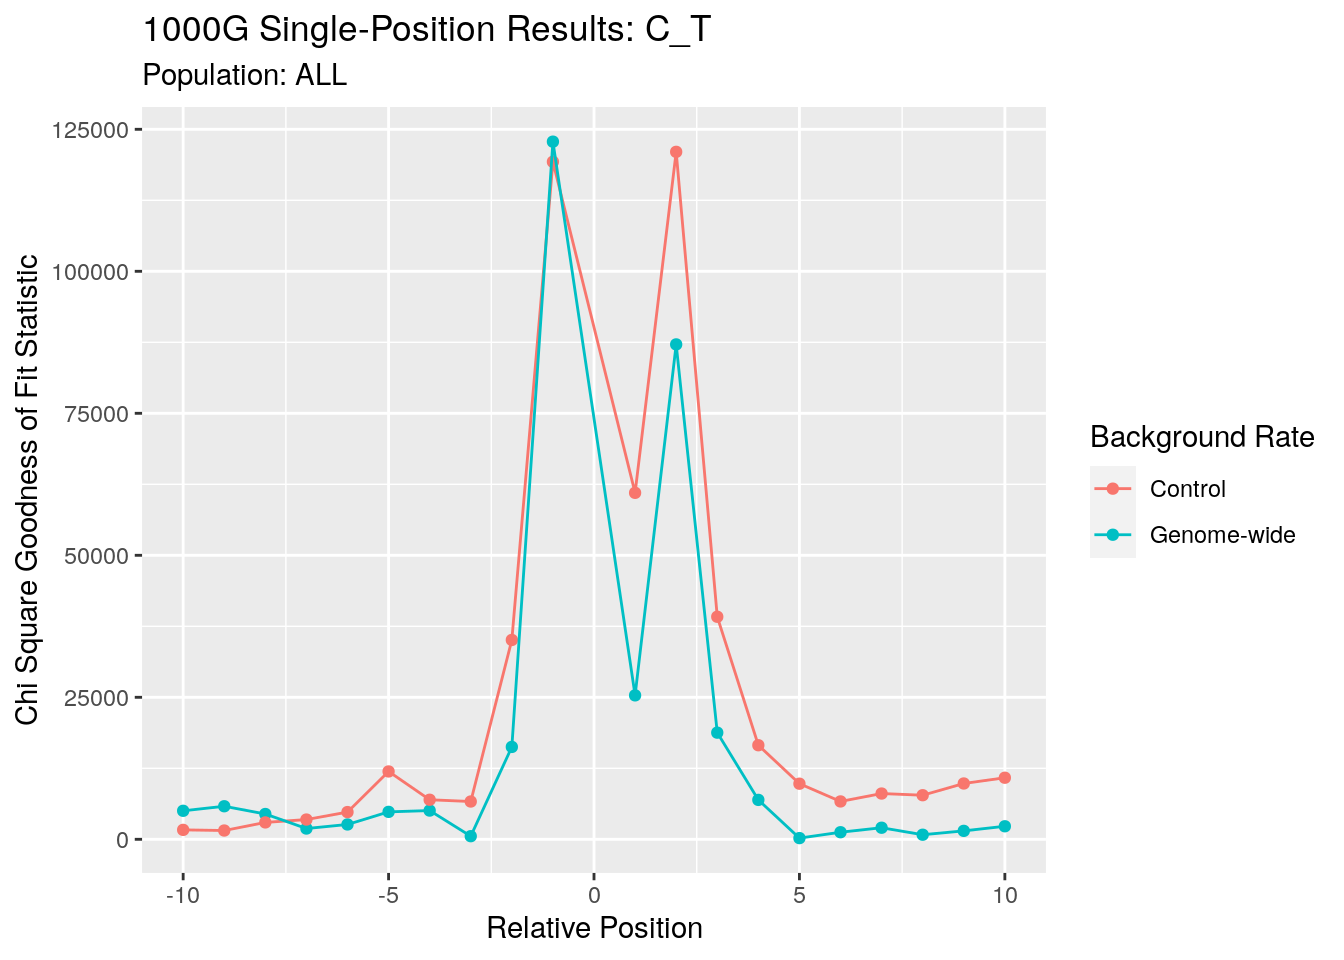 1000G Single-Position Results: C_T
Population: ALL
125000
100000
75000
50000
25000
0
Chi Square Goodness of Fit Statistic
-10
-5
0
5
10
Relative Position
Background Rate
Control
Genome-wide